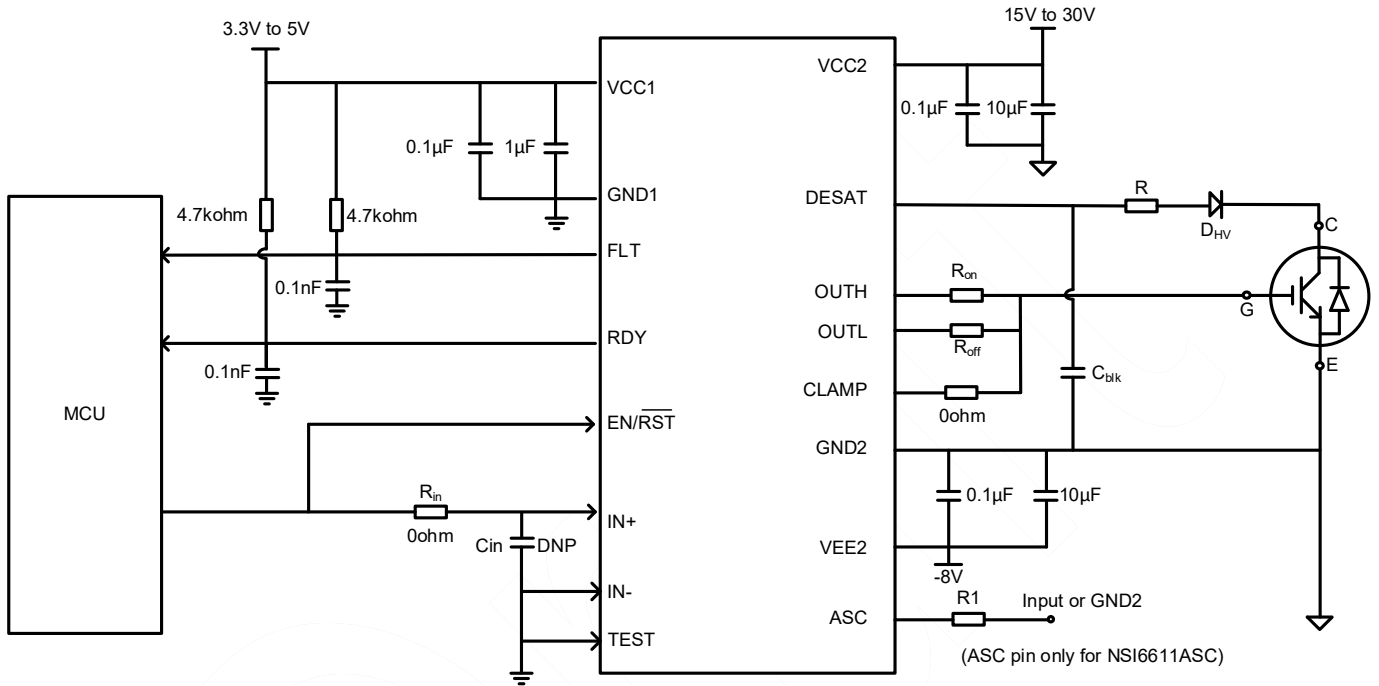 3.3V to 5V
15V to 30V
VCC1
VCC2
0.1µF
1µF
0.1µF
10µF
GND1
DESAT
R
D_HV
C
4.7kohm
4.7kohm
FLT
0.1nF
OUTH
R_on
G
OUTL
R_off
RDY
0.1nF
CLAMP
0ohm
C_blk
E
MCU
EN/R̅S̅T̅
GND2
R_in
0ohm
IN+
0.1µF
10µF
Cin
DNP
VEE2
-8V
IN-
R1
Input or GND2
ASC
TEST
(ASC pin only for NSI6611ASC)